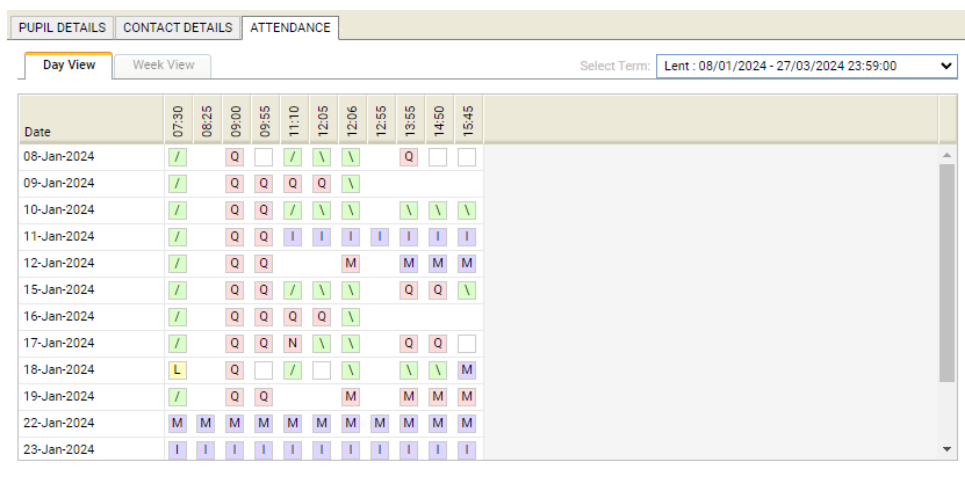 PUPIL DETAILS CONTACT DETAILS ATTENDANCE
Day View Week View Select Term: Lent : 08/01/2024 - 27/03/2024 23:59:00
Date 07:30 08:25 09:00 09:55 11:10 12:05 12:06 12:55 13:55 14:50 15:45
08-Jan-2024 / Q / \ \ Q
09-Jan-2024 / Q Q Q Q \
10-Jan-2024 / Q Q / \ \ \ \ \
11-Jan-2024 / Q Q I I I I I I I
12-Jan-2024 / Q Q M M M M
15-Jan-2024 / Q Q / \ \ Q Q \
16-Jan-2024 / Q Q Q Q \
17-Jan-2024 / Q Q N \ \ Q Q
18-Jan-2024 L Q / \ \ \ M
19-Jan-2024 / Q Q M M M M
22-Jan-2024 M M M M M M M M M M M
23-Jan-2024 I I I I I I I I I I I